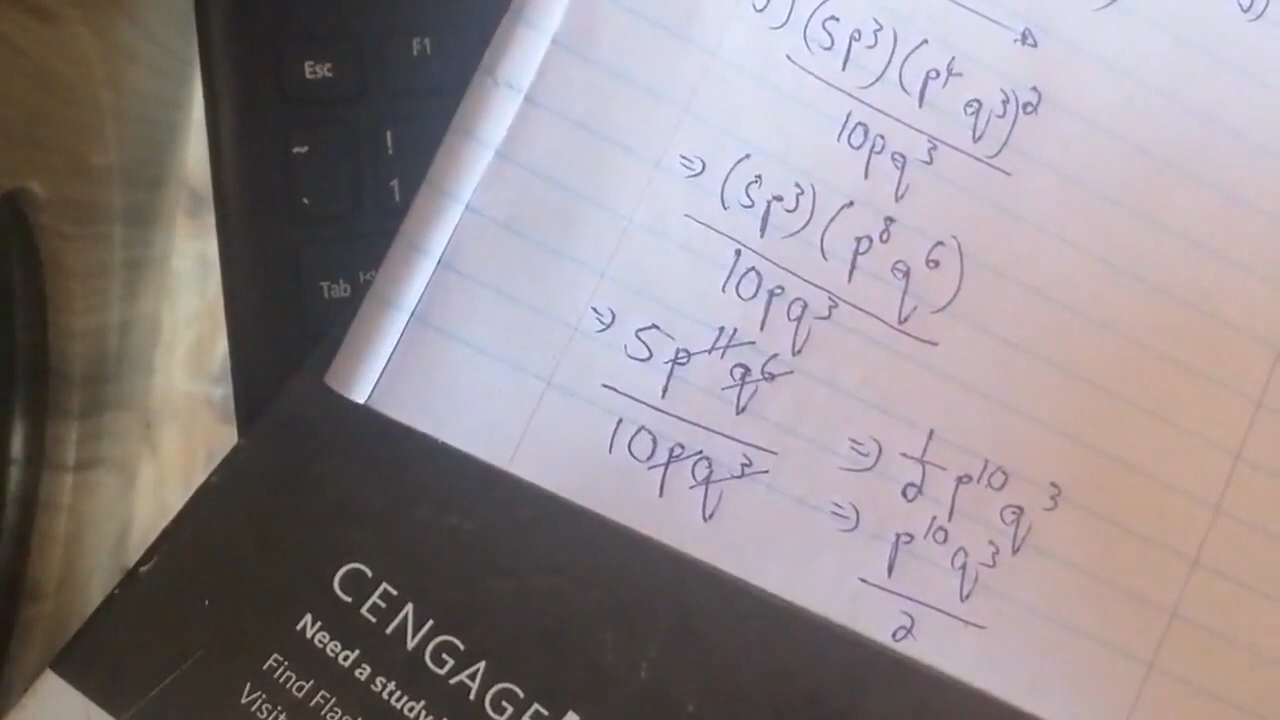 Esc
F1
~
!
`
1
Tab
(5p³)(p⁴q³)²
10pq³
⇒ (5p³)(p⁸q⁶)
10pq³
⇒ 5p¹¹q⁶
10pq³
⇒ 1/2 p¹⁰q³
⇒ p¹⁰q³
2
CENGAGE
Need a study
Find Flas
Visit